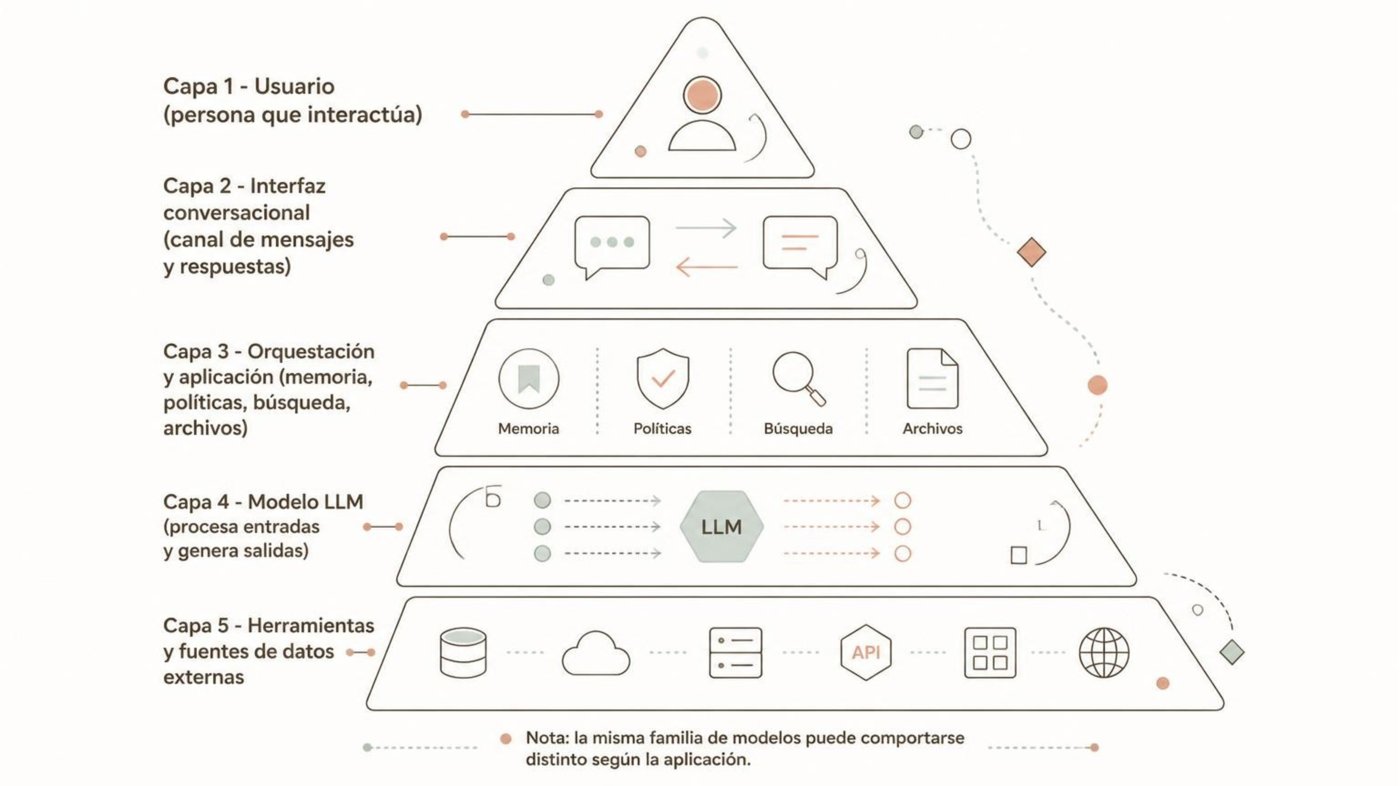 Capa 1 - Usuario
(persona que interactúa)
Capa 2 - Interfaz
conversacional
(canal de mensajes
y respuestas)
Capa 3 - Orquestación
y aplicación (memoria,
políticas, búsqueda,
archivos)
Memoria
Políticas
Búsqueda
Archivos
Capa 4 - Modelo LLM
(procesa entradas
y genera salidas)
LLM
Capa 5 - Herramientas
y fuentes de datos
externas
API
Nota: la misma familia de modelos puede comportarse
distinto según la aplicación.